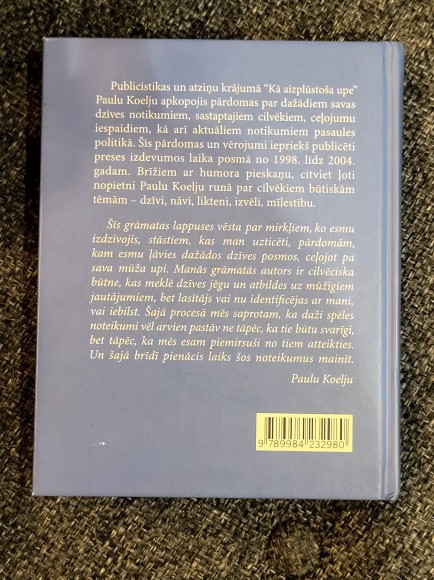 Publicistikas un atziņu krājumā “Kā aizplūstoša upe”
Paulu Koelju apkopojis pārdomas par dažādiem savas
dzīves notikumiem, sastaptajiem cilvēkiem, ceļojumu
iespaidiem, kā arī aktuāliem notikumiem pasaules
politikā. Šīs pārdomas un vērojumi iepriekš publicēti
preses izdevumos laika posmā no 1998. līdz 2004.
gadam. Brīžiem ar humora pieskaņu, citviet ļoti
nopietni Paulu Koelju runā par cilvēkiem būtiskām
tēmām – dzīvi, nāvi, likteni, izvēli, mīlestību.
Šīs grāmatas lappuses vēsta par mirkļiem, ko esmu
izdzīvojis, stāstiem, kas man uzticēti, pārdomām,
kam esmu ļāvies dažādos dzīves posmos, ceļojot pa
sava mūža upi. Manās grāmatās autors ir cilvēciska
būtne, kas meklē dzīves jēgu un atbildes uz mūžīgiem
jautājumiem, bet lasītājs vai nu identificējas ar mani,
vai iebilst. Šajā procesā mēs saprotam, ka daži spēles
noteikumi vēl arvien pastāv ne tāpēc, ka tie būtu svarīgi,
bet tāpēc, ka mēs esam piemirsuši no tiem atteikties.
Un šajā brīdī pienācis laiks šos noteikumus mainīt.
Paulu Koelju
9 789984 232980